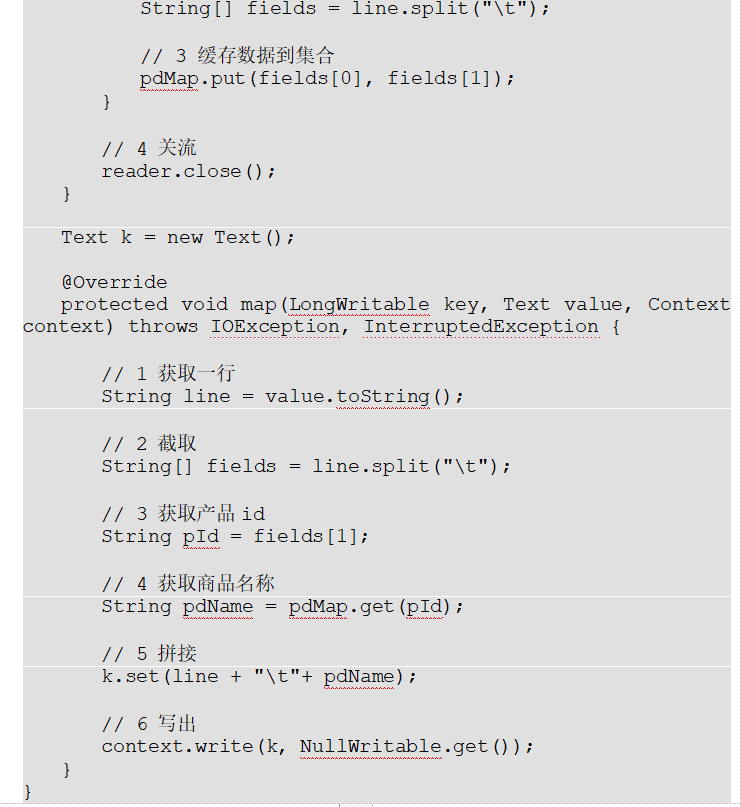 String[] fields = line.split("\t");
// 3 缓存数据到集合
pdMap.put(fields[0], fields[1]);
}
// 4 关流
reader.close();
}
Text k = new Text();
@Override
protected void map(LongWritable key, Text value, Context
context) throws IOException, InterruptedException {
// 1 获取一行
String line = value.toString();
// 2 截取
String[] fields = line.split("\t");
// 3 获取产品id
String pId = fields[1];
// 4 获取商品名称
String pdName = pdMap.get(pId);
// 5 拼接
k.set(line + "\t"+ pdName);
// 6 写出
context.write(k, NullWritable.get());
}
}